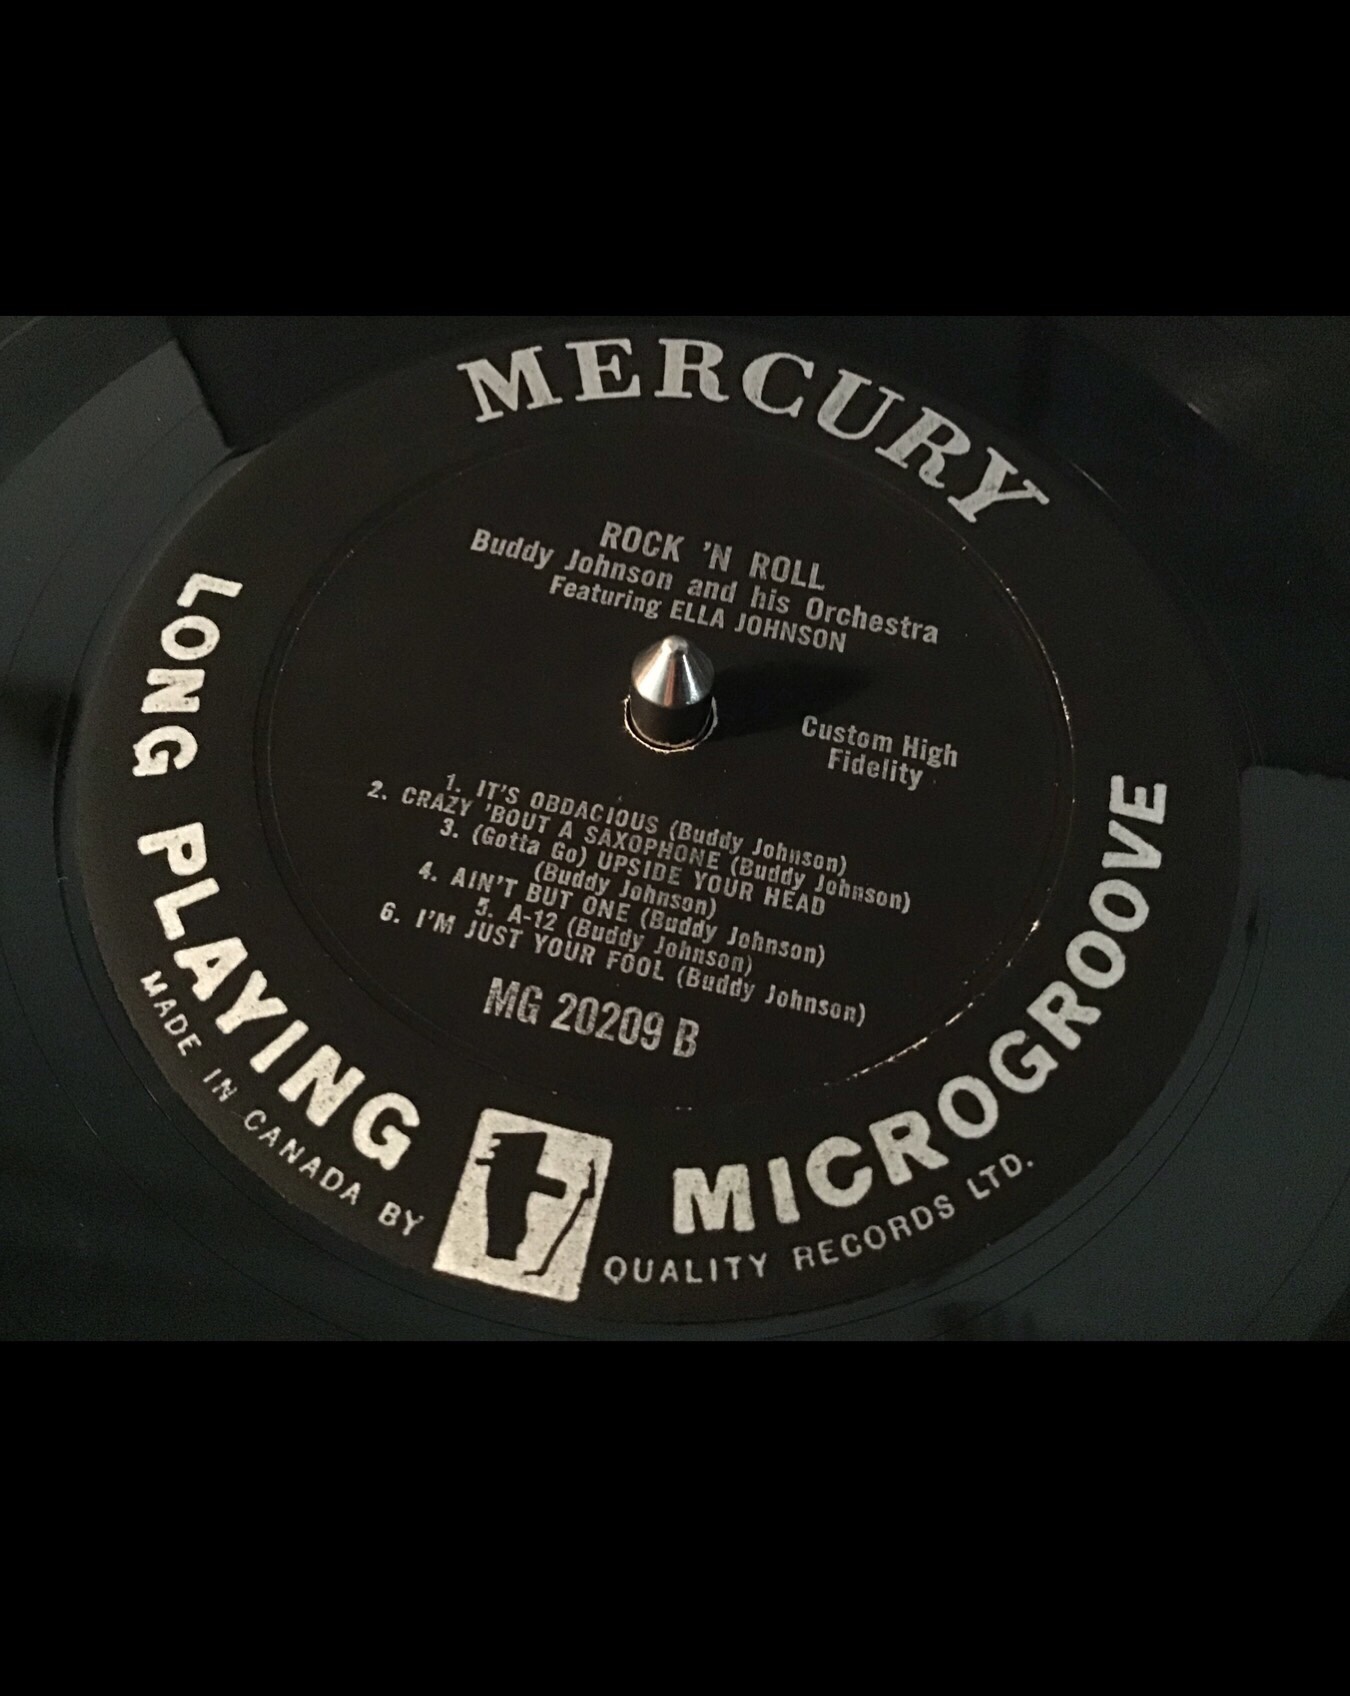 MERCURY
ROCK 'N ROLL
Buddy Johnson and his Orchestra
Featuring ELLA JOHNSON
Custom High
Fidelity
1. IT'S OBDACIOUS (Buddy Johnson)
2. CRAZY 'BOUT A SAXOPHONE (Buddy Johnson)
3. (Gotta Go) UPSIDE YOUR HEAD
(Buddy Johnson)
4. AIN'T BUT ONE (Buddy Johnson)
5. A-12 (Buddy Johnson)
6. I'M JUST YOUR FOOL (Buddy Johnson)
MG 20209 B
LONG PLAYING MICROGROOVE
MADE IN CANADA BY QUALITY RECORDS LTD.